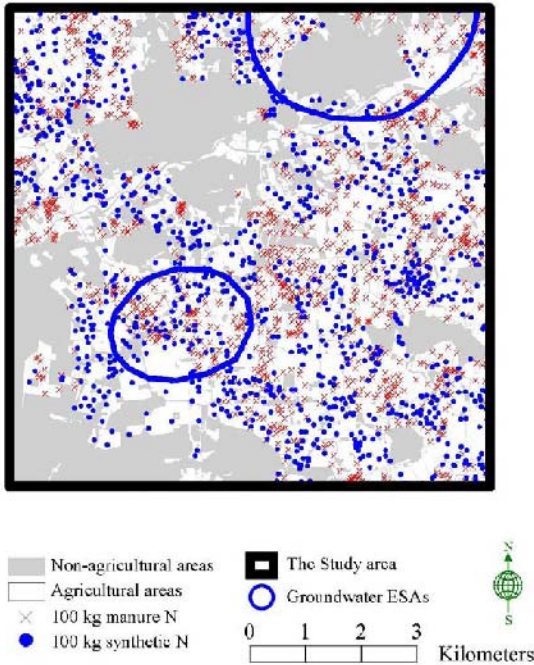 Non-agricultural areas
Agricultural areas
100 kg manure N
100 kg synthetic N
The Study area
Groundwater ESAs
N
S
0 1 2 3
Kilometers